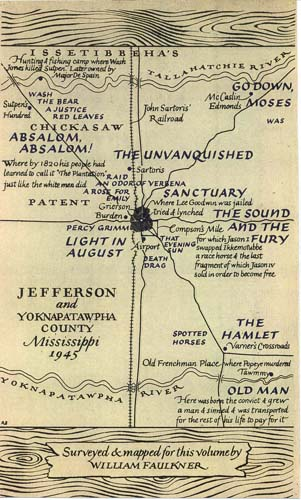 ISSETIBBEHA'S
"Hunting & fishing camp where Wash
Jones killed Sutpen. Later owned by
Major De Spain
TALLAHATCHIE RIVER
WASH
THE BEAR
A JUSTICE
RED LEAVES
Sutpen's
Hundred
CHICKASAW
ABSALOM,
ABSALOM!
John Sartoris'
Railroad
GO DOWN,
MOSES
McCaslin
Edmonds
WAS
Where by 1820 his people had
learned to call it "The Plantation"
just like the white men did
THE UNVANQUISHED
Sartoris
RAID
AN ODOR OF VERBENA
A ROSE FOR
EMILY
Grierson
Burden
PATENT
PERCY GRIMM
SANCTUARY
Where Lee Goodwin was jailed
tried & lynched
THE SOUND
AND THE
FURY
Compson's Mile
for which Jason I
swapped Ikkemotubbe
a race horse & the last
fragment of which Jason IV
sold in order to become free.
LIGHT IN
AUGUST
Airport
THAT
EVENING
SUN
DEATH
DRAG
JEFFERSON
and
YOKNAPATAWPHA
COUNTY
Mississippi
1945
SPOTTED
HORSES
THE
HAMLET
Varner's Crossroads
Old Frenchman Place
where Popeye murdered
Tawmmy
YOKNAPATAWPHA RIVER
OLD MAN
Here was born the convict & grew
a man & sinned & was transported
for the rest of his life to pay for it
Surveyed & mapped for this volume by
WILLIAM FAULKNER